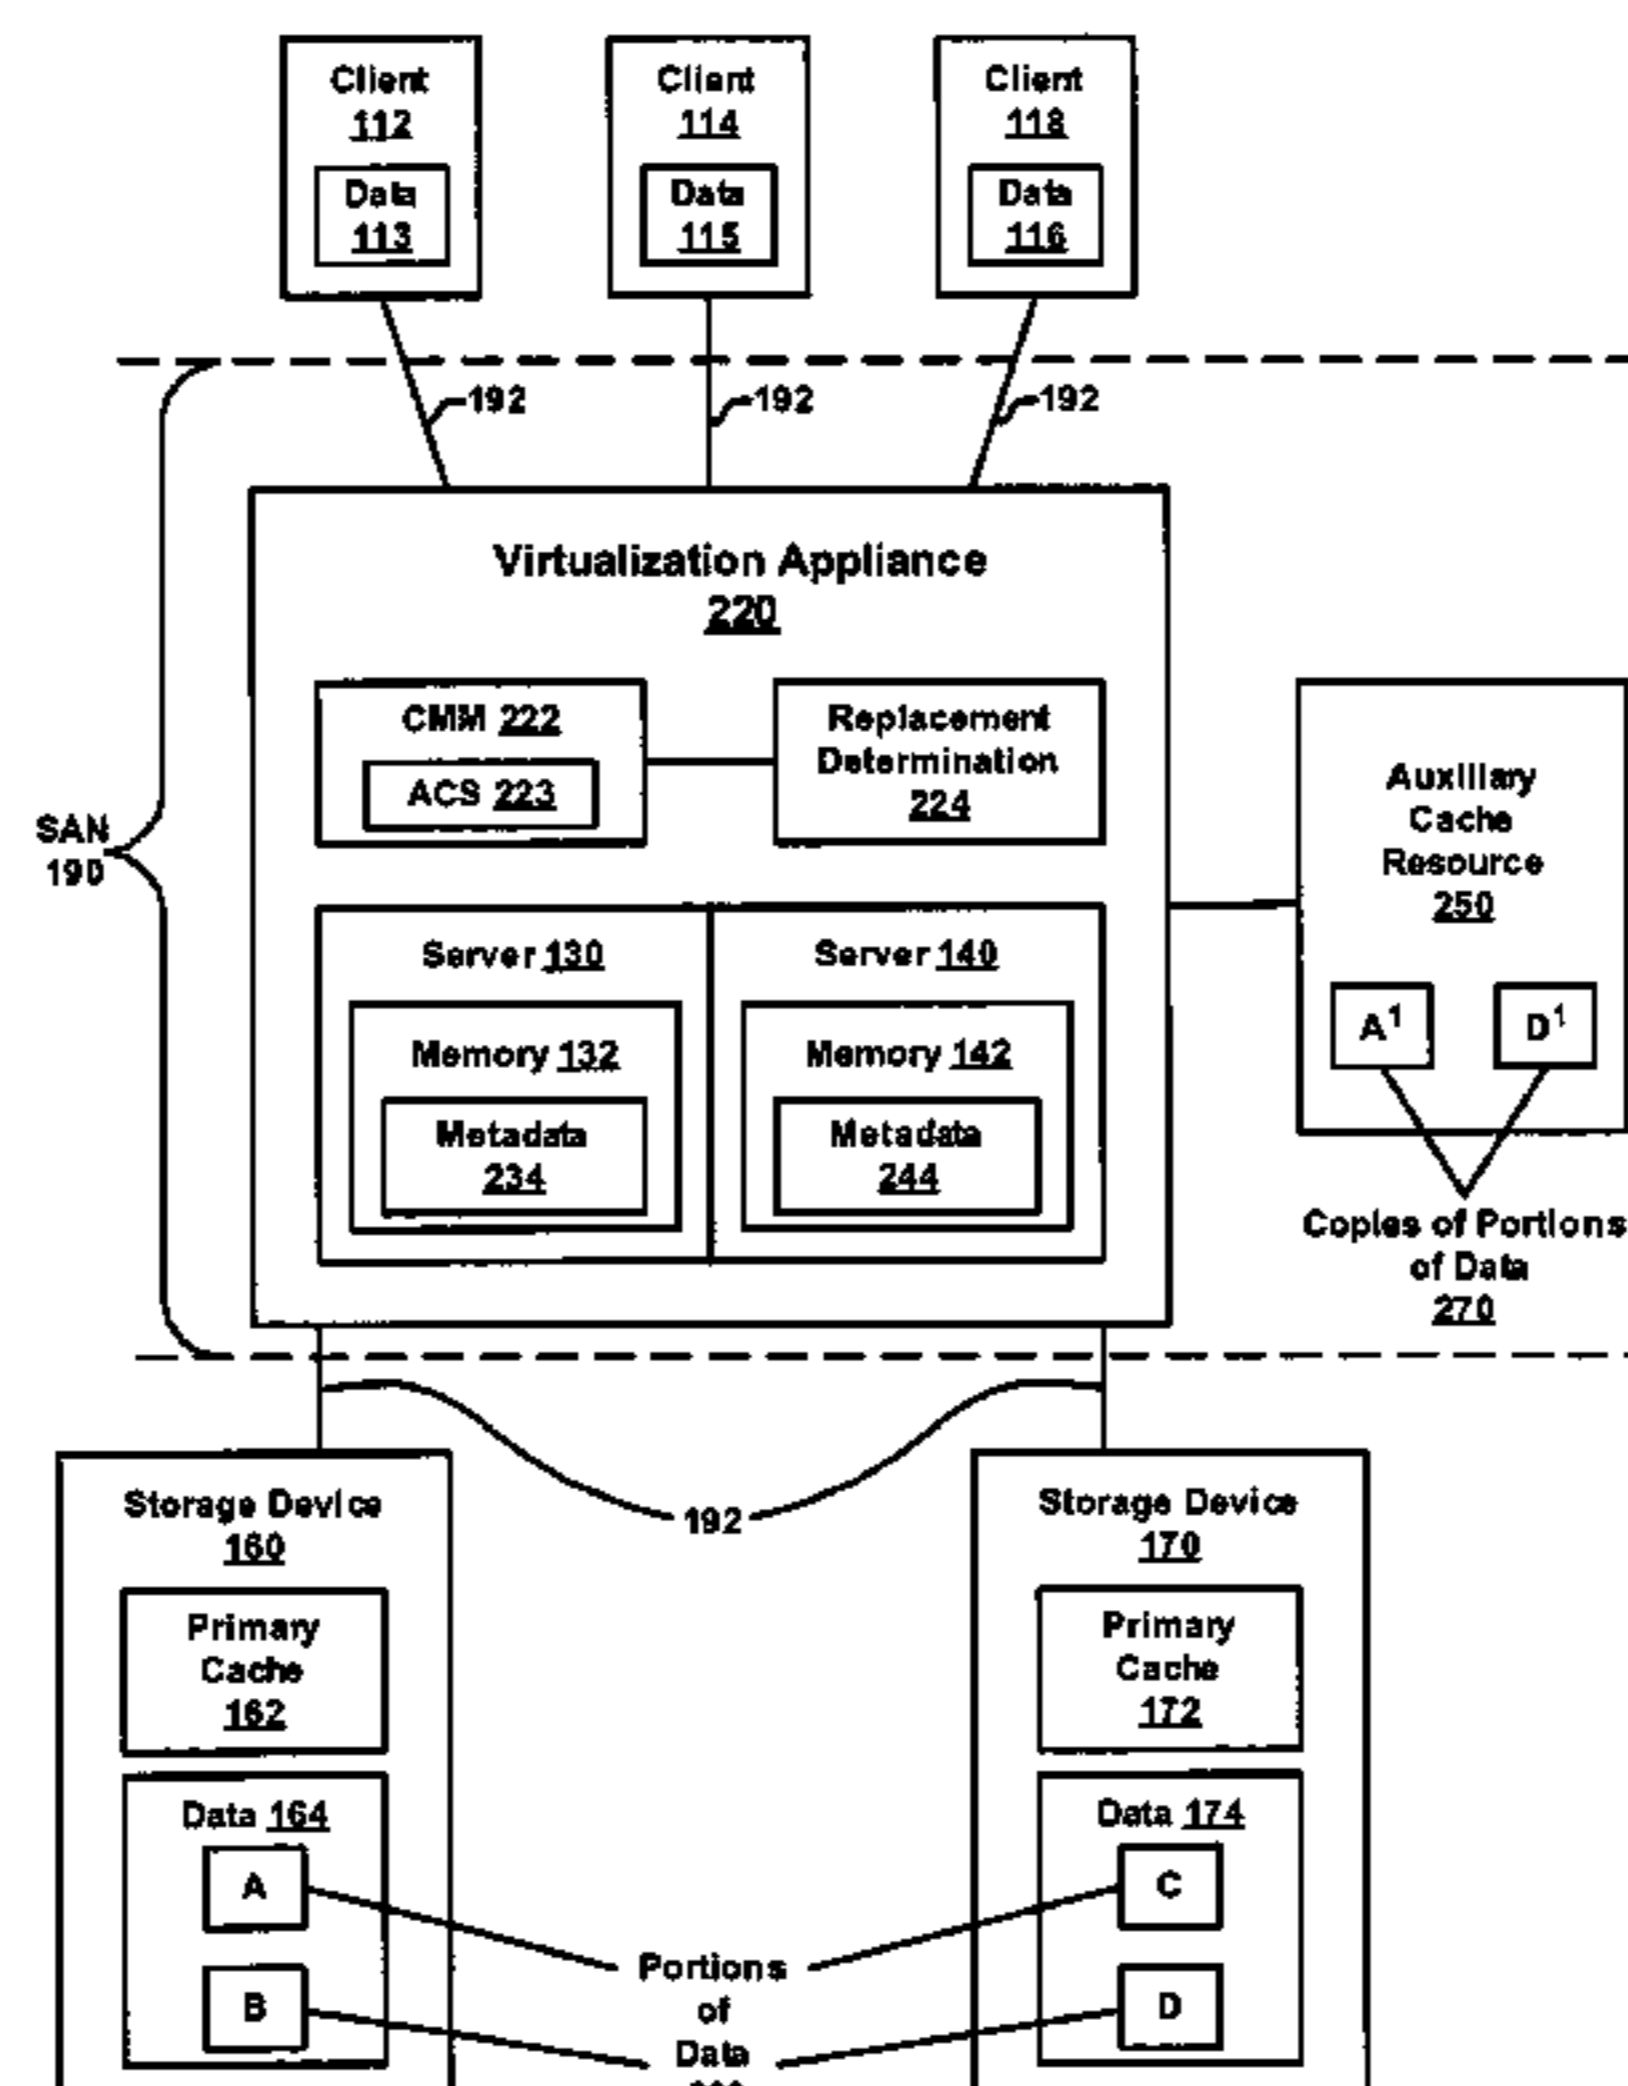 Client
112
Data
113
Client
114
Data
115
Client
118
Data
116
192
192
192
Virtualization Appliance
220
CMM 222
ACS 223
Replacement
Determination
224
SAN
190
Auxiliary
Cache
Resource
250
A1
D1
Server 130
Memory 132
Metadata
234
Server 140
Memory 142
Metadata
244
Copies of Portions
of Data
270
192
Storage Device
160
Primary
Cache
162
Data 164
A
B
Storage Device
170
Primary
Cache
172
Data 174
C
D
Portions
of
Data